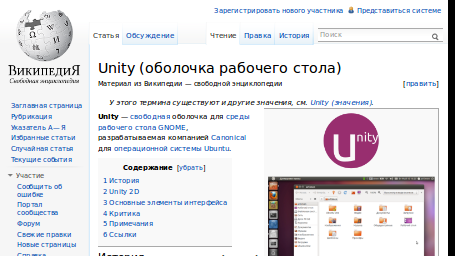 Зарегистрировать нового участника Представиться системе
Статья Обсуждение Чтение Правка История Поиск
ВИКИПЕДИЯ
Свободная энциклопедия
Заглавная страница
Рубрикация
Указатель А — Я
Избранные статьи
Случайная статья
Текущие события
Участие
Сообщить об
ошибке
Портал
сообщества
Форум
Свежие правки
Новые страницы
Справка
Unity (оболочка рабочего стола)
Материал из Википедии — свободной энциклопедии [править]
У этого термина существуют и другие значения, см. Unity (значения).
Unity — свободная оболочка для среды
рабочего стола GNOME,
разрабатываемая компанией Canonical
для операционной системы Ubuntu.
Содержание [убрать]
1 История
2 Unity 2D
3 Основные элементы интерфейса
4 Критика
5 Примечания
6 Ссылки
История
unity